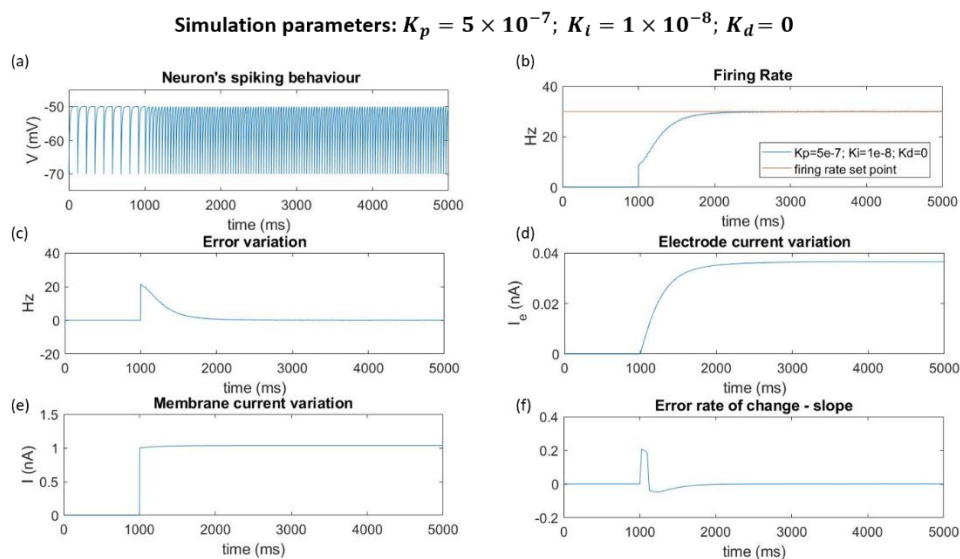 Simulation parameters: K_p = 5 × 10^-7; K_i = 1 × 10^-8; K_d = 0
(a)
Neuron's spiking behaviour
V (mV)
-50
-60
-70
0 1000 2000 3000 4000 5000
time (ms)
(b)
Firing Rate
Hz
40
20
0
Kp=5e-7; Ki=1e-8; Kd=0
firing rate set point
0 1000 2000 3000 4000 5000
time (ms)
(c)
Error variation
Hz
40
20
0
-20
0 1000 2000 3000 4000 5000
time (ms)
(d)
Electrode current variation
I_e (nA)
0.04
0.02
0
0 1000 2000 3000 4000 5000
time (ms)
(e)
Membrane current variation
I (nA)
1.5
1
0.5
0
0 1000 2000 3000 4000 5000
time (ms)
(f)
Error rate of change - slope
0.4
0.2
0
-0.2
0 1000 2000 3000 4000 5000
time (ms)